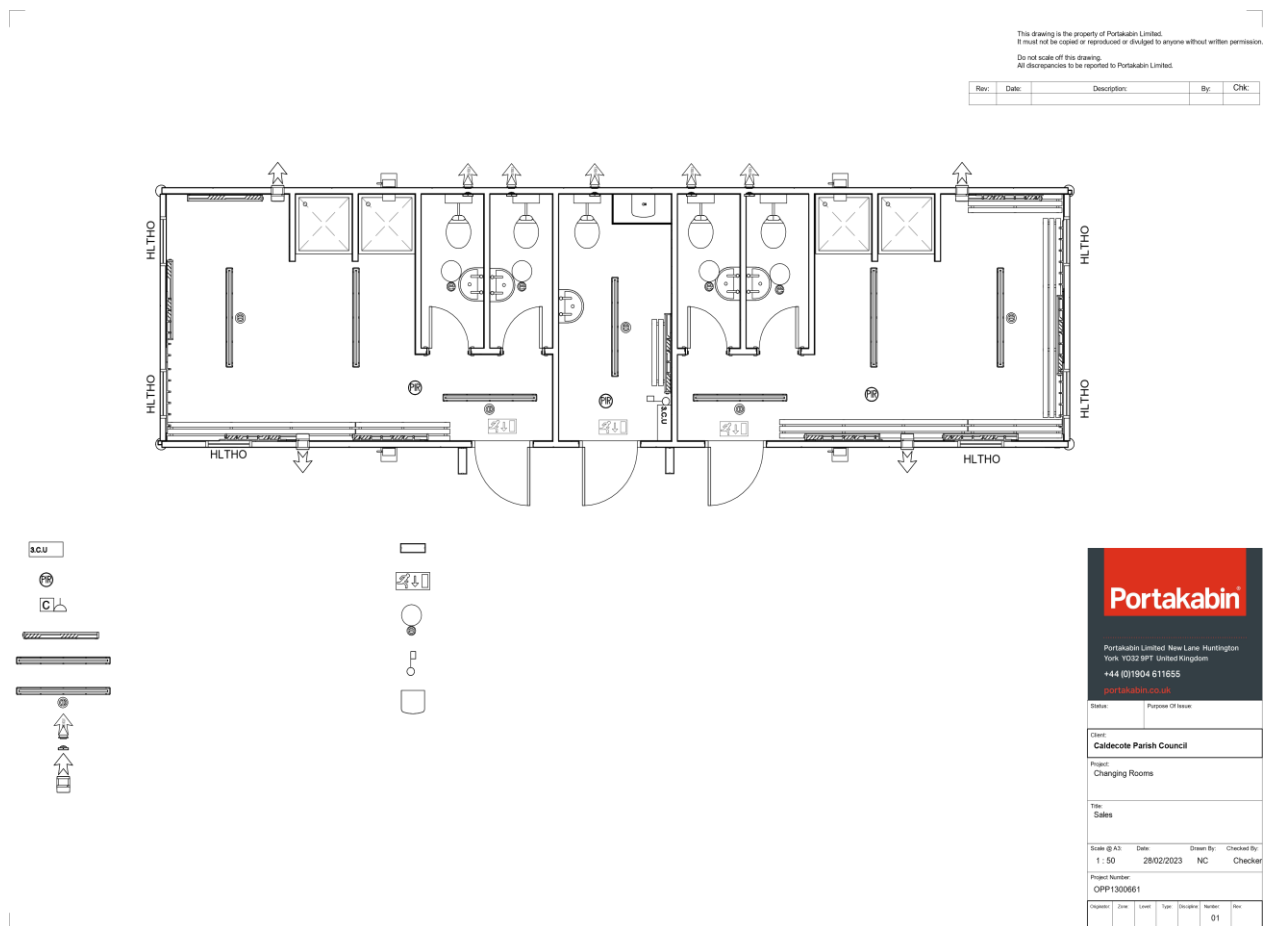 This drawing is the property of Portakabin Limited.
It must not be copied or reproduced or divulged to anyone without written permission.
Do not scale off this drawing.
All discrepancies to be reported to Portakabin Limited.
Rev: Date: Description: By: Chk:
HLTHO
HLTHO
HLTHO
HLTHO
PIR
PIR
PIR
3.C.U
HLTHO
HLTHO
3.C.U
PIR
C
Portakabin®
Portakabin Limited New Lane Huntington
York YO32 9PT United Kingdom
+44 (0)1904 611655
portakabin.co.uk
Status: Purpose Of Issue:
Client:
Caldecote Parish Council
Project:
Changing Rooms
Title:
Sales
Scale @ A3: Date: Drawn By: Checked By:
1 : 50 28/02/2023 NC Checker
Project Number:
OPP1300661
Originator: Zone: Level: Type: Discipline: Number: Rev:
01